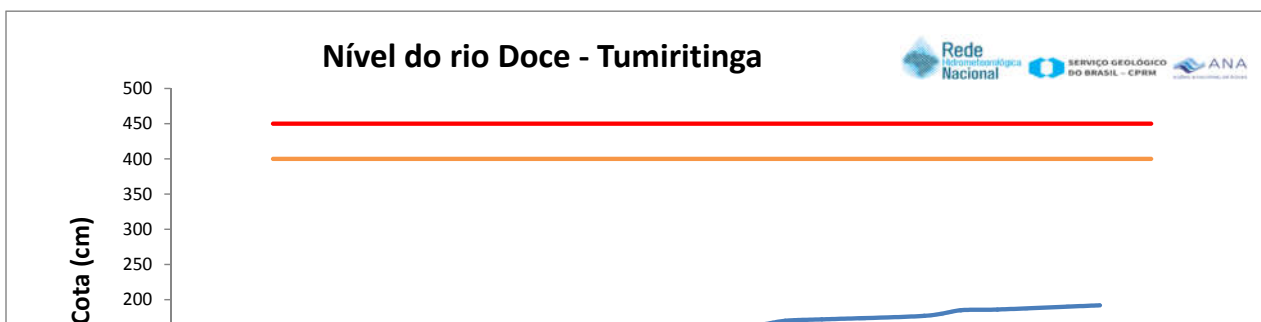 Nível do rio Doce - Tumiritinga
Rede
Hidrometeorológica
Nacional
SERVIÇO GEOLÓGICO
DO BRASIL – CPRM
ANA
500
450
400
350
300
250
200
Cota (cm)